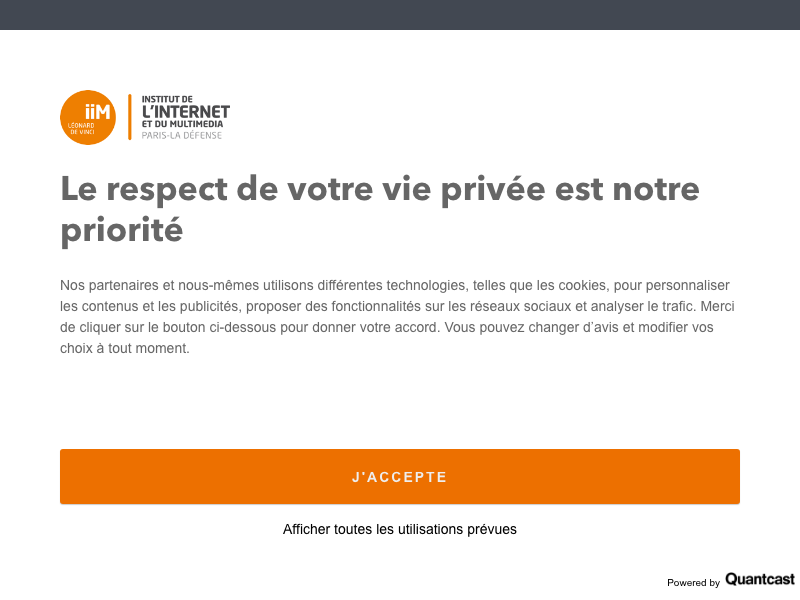 iiM
LÉONARD
DE VINCI
INSTITUT DE
L'INTERNET
ET DU MULTIMEDIA
PARIS-LA DÉFENSE
Le respect de votre vie privée est notre
priorité
Nos partenaires et nous-mêmes utilisons différentes technologies, telles que les cookies, pour personnaliser
les contenus et les publicités, proposer des fonctionnalités sur les réseaux sociaux et analyser le trafic. Merci
de cliquer sur le bouton ci-dessous pour donner votre accord. Vous pouvez changer d’avis et modifier vos
choix à tout moment.
J'ACCEPTE
Afficher toutes les utilisations prévues
Powered by Quantcast